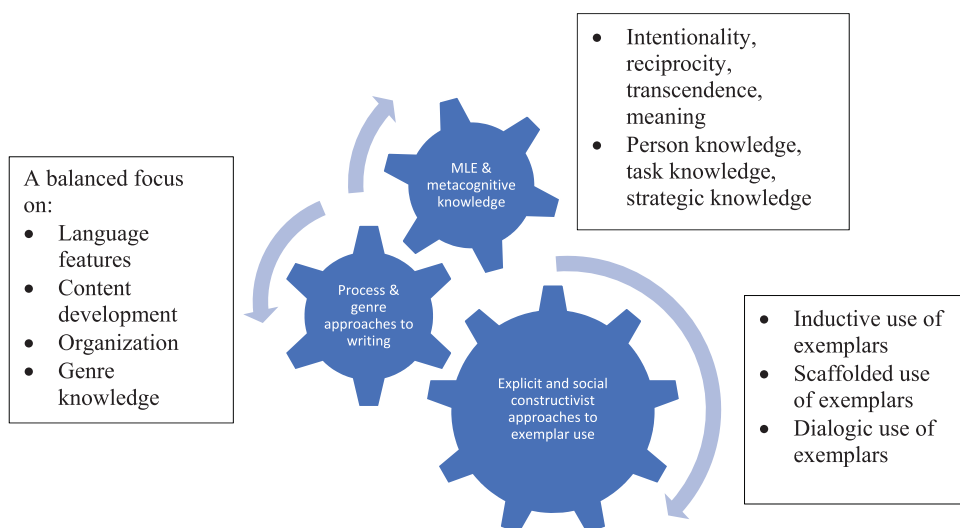 • Intentionality,
reciprocity,
transcendence,
meaning
• Person knowledge,
task knowledge,
strategic knowledge
MLE &
metacognitive
knowledge
A balanced focus
on:
• Language
features
• Content
development
• Organization
• Genre
knowledge
Process &
genre
approaches to
writing
Explicit and social
constructivist
approaches to
exemplar use
• Inductive use of
exemplars
• Scaffolded use
of exemplars
• Dialogic use of
exemplars